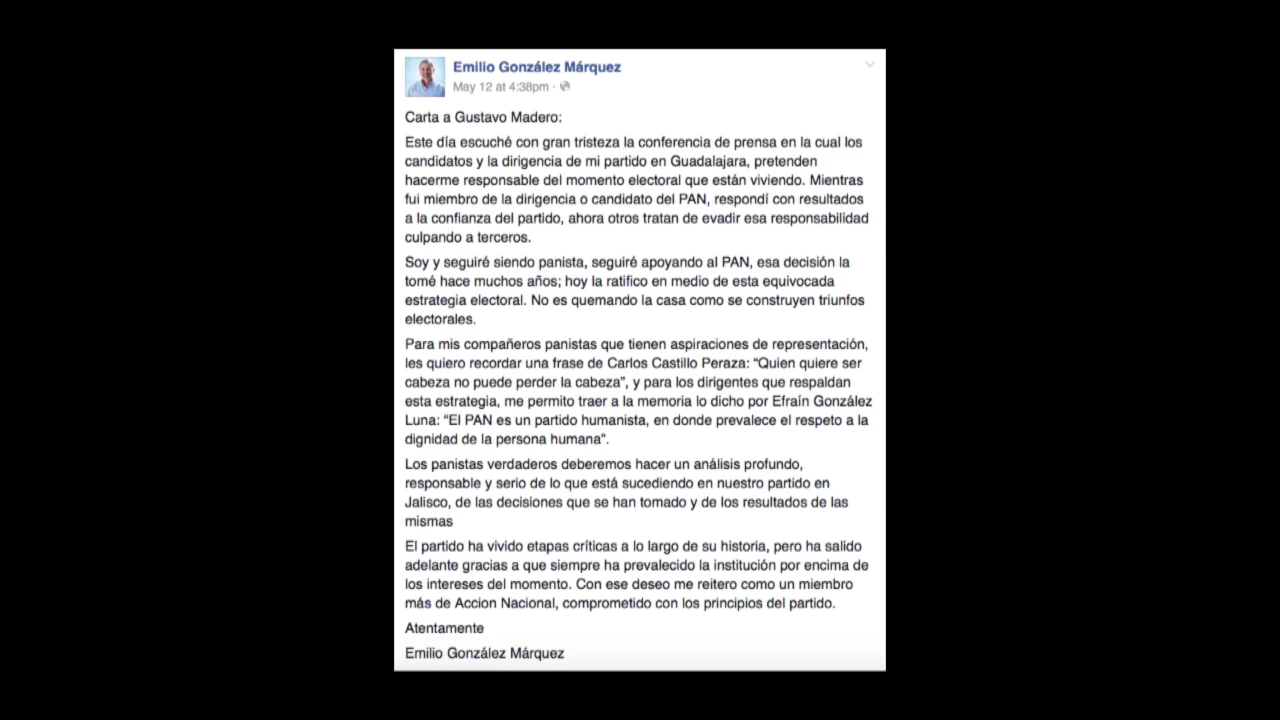 Emilio González Márquez
May 12 at 4:38pm ·
Carta a Gustavo Madero:
Este día escuché con gran tristeza la conferencia de prensa en la cual los
candidatos y la dirigencia de mi partido en Guadalajara, pretenden
hacerme responsable del momento electoral que están viviendo. Mientras
fui miembro de la dirigencia o candidato del PAN, respondí con resultados
a la confianza del partido, ahora otros tratan de evadir esa responsabilidad
culpando a terceros.
Soy y seguiré siendo panista, seguiré apoyando al PAN, esa decisión la
tomé hace muchos años; hoy la ratifico en medio de esta equivocada
estrategia electoral. No es quemando la casa como se construyen triunfos
electorales.
Para mis compañeros panistas que tienen aspiraciones de representación,
les quiero recordar una frase de Carlos Castillo Peraza: “Quien quiere ser
cabeza no puede perder la cabeza”, y para los dirigentes que respaldan
esta estrategia, me permito traer a la memoria lo dicho por Efraín González
Luna: “El PAN es un partido humanista, en donde prevalece el respeto a la
dignidad de la persona humana”.
Los panistas verdaderos deberemos hacer un análisis profundo,
responsable y serio de lo que está sucediendo en nuestro partido en
Jalisco, de las decisiones que se han tomado y de los resultados de las
mismas
El partido ha vivido etapas críticas a lo largo de su historia, pero ha salido
adelante gracias a que siempre ha prevalecido la institución por encima de
los intereses del momento. Con ese deseo me reitero como un miembro
más de Accion Nacional, comprometido con los principios del partido.
Atentamente
Emilio González Márquez